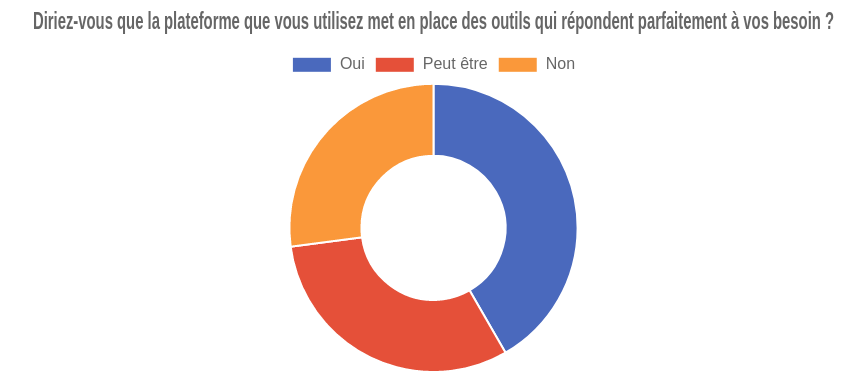 Diriez-vous que la plateforme que vous utilisez met en place des outils qui répondent parfaitement à vos besoin ?
Oui Peut être Non